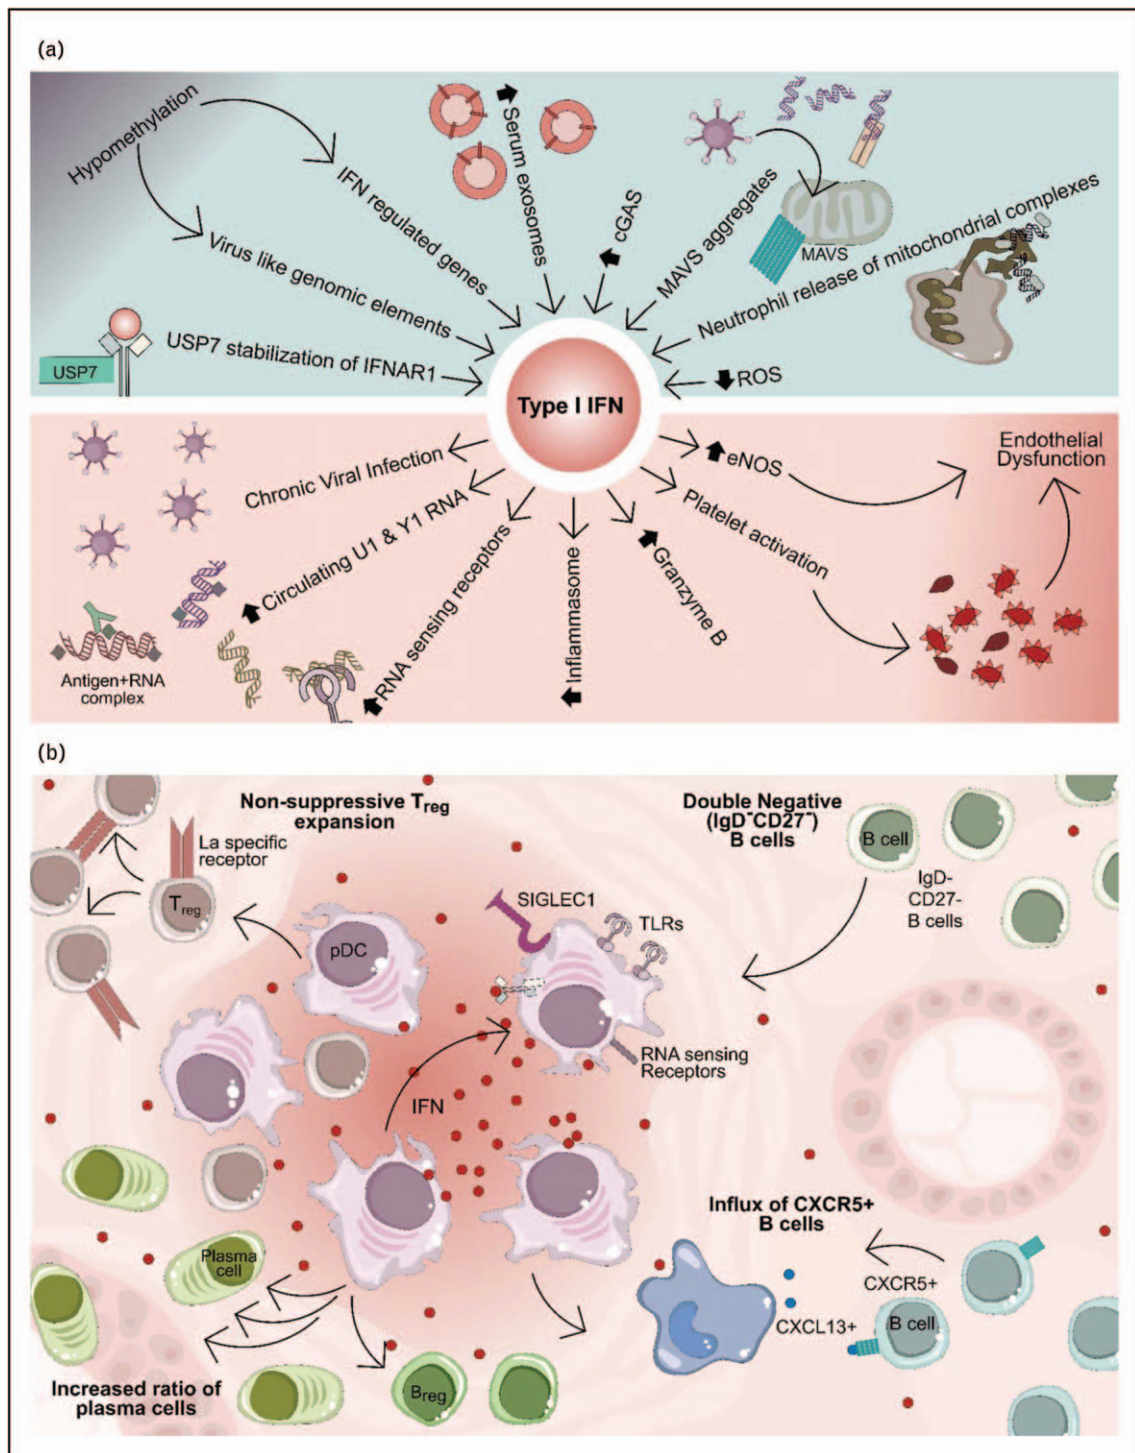 (a)
Hypomethylation
IFN regulated genes
Virus like genomic elements
USP7 stabilization of IFNAR1
USP7
Serum exosomes
cGAS
MAVS aggregates
MAVS
Neutrophil release of mitochondrial complexes
ROS
Type I IFN
Chronic Viral Infection
Circulating U1 & Y1 RNA
RNA sensing receptors
Inflammasome
Granzyme B
Platelet activation
eNOS
Endothelial
Dysfunction
Antigen+RNA
complex
(b)
Non-suppressive Treg
expansion
La specific
receptor
Treg
pDC
SIGLEC1
TLRs
RNA sensing
Receptors
IFN
Double Negative
(IgD-CD27-)
B cells
B cell
IgD-
CD27-
B cells
Influx of CXCR5+
B cells
CXCR5+
CXCL13+
B cell
Plasma
cell
Breg
Increased ratio of
plasma cells